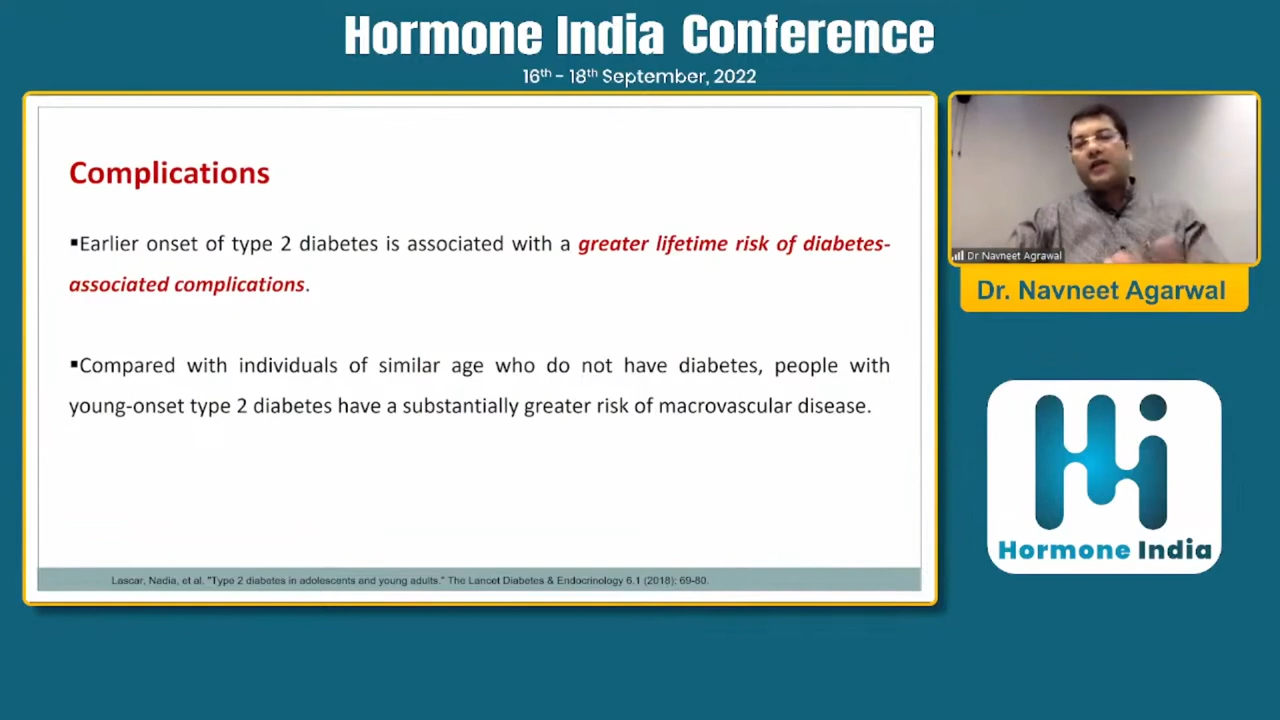 Hormone India Conference
16th - 18th September, 2022
Complications
▪Earlier onset of type 2 diabetes is associated with a greater lifetime risk of diabetes-
associated complications.
▪Compared with individuals of similar age who do not have diabetes, people with
young-onset type 2 diabetes have a substantially greater risk of macrovascular disease.
Lascar, Nadia, et al. "Type 2 diabetes in adolescents and young adults." The Lancet Diabetes & Endocrinology 6.1 (2018): 69-80.
Dr Navneet Agrawal
Dr. Navneet Agarwal
Hi
Hormone India